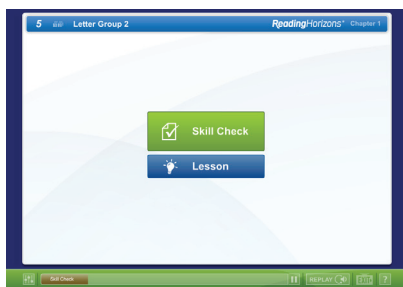 5 Letter Group 2 ReadingHorizons® Chapter 1
Skill Check
Lesson
Skill Check REPLAY ?